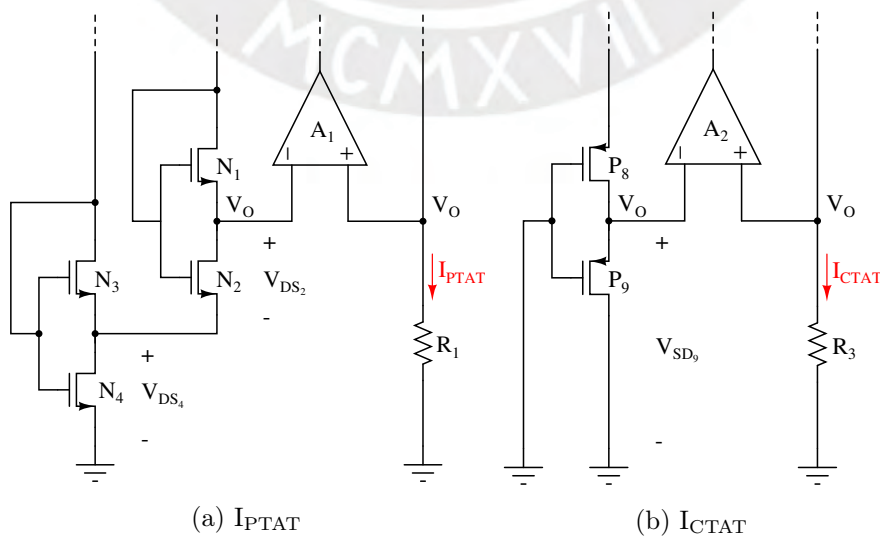 MCMXVII
A1
N1
VO
N2
+
VDS2
-
N3
N4
+
VDS4
-
- +
VO
IPTAT
R1
A2
- +
P8
VO
P9
+
VSD9
-
VO
ICTAT
R3
(a) IPTAT
(b) ICTAT